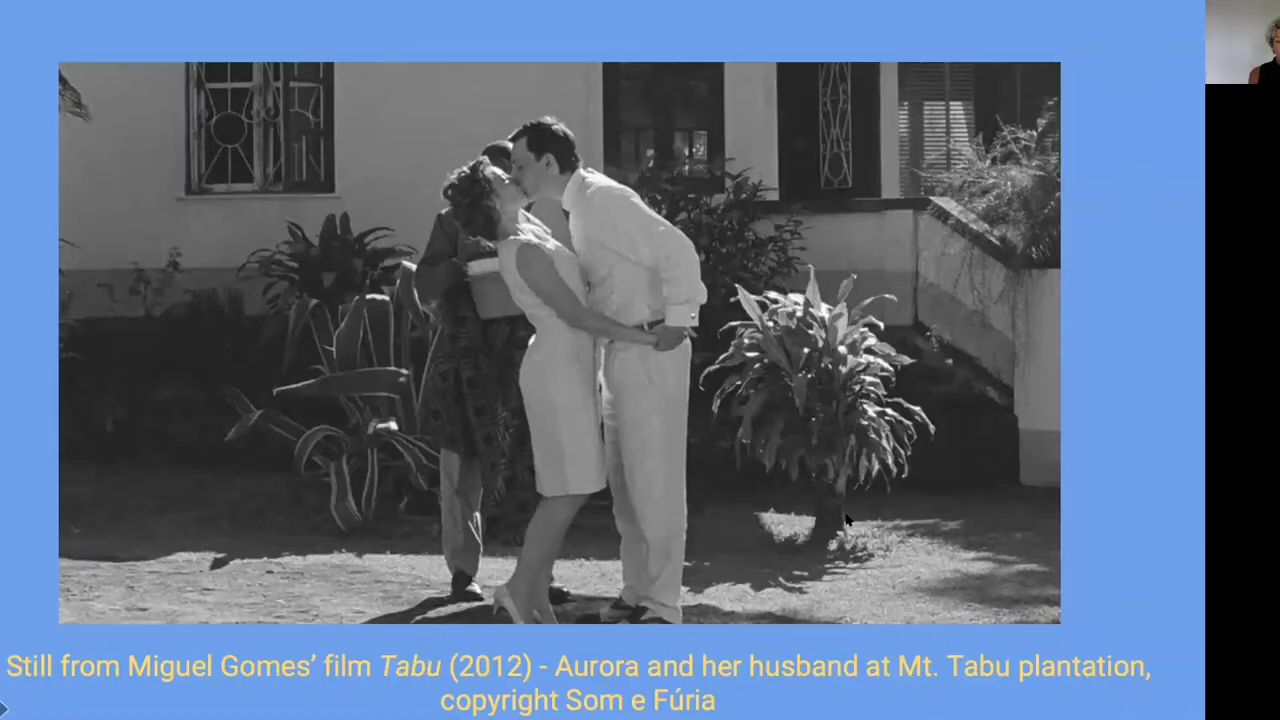 Still from Miguel Gomes’ film Tabu (2012) - Aurora and her husband at Mt. Tabu plantation,
copyright Som e Fúria